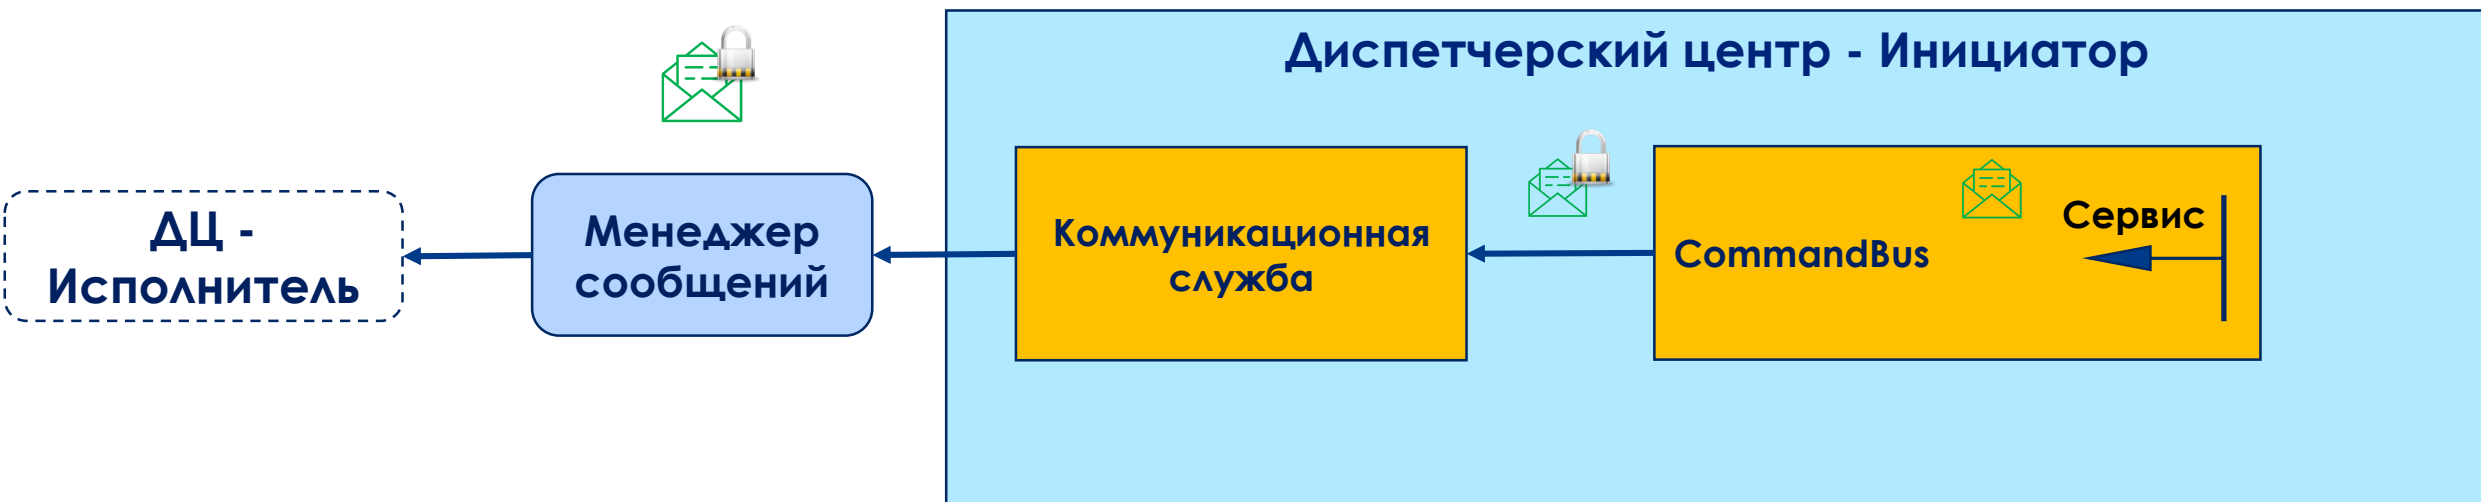 Диспетчерский центр - Инициатор
ДЦ -
Исполнитель
Менеджер
сообщений
Коммуникационная
служба
CommandBus
Сервис